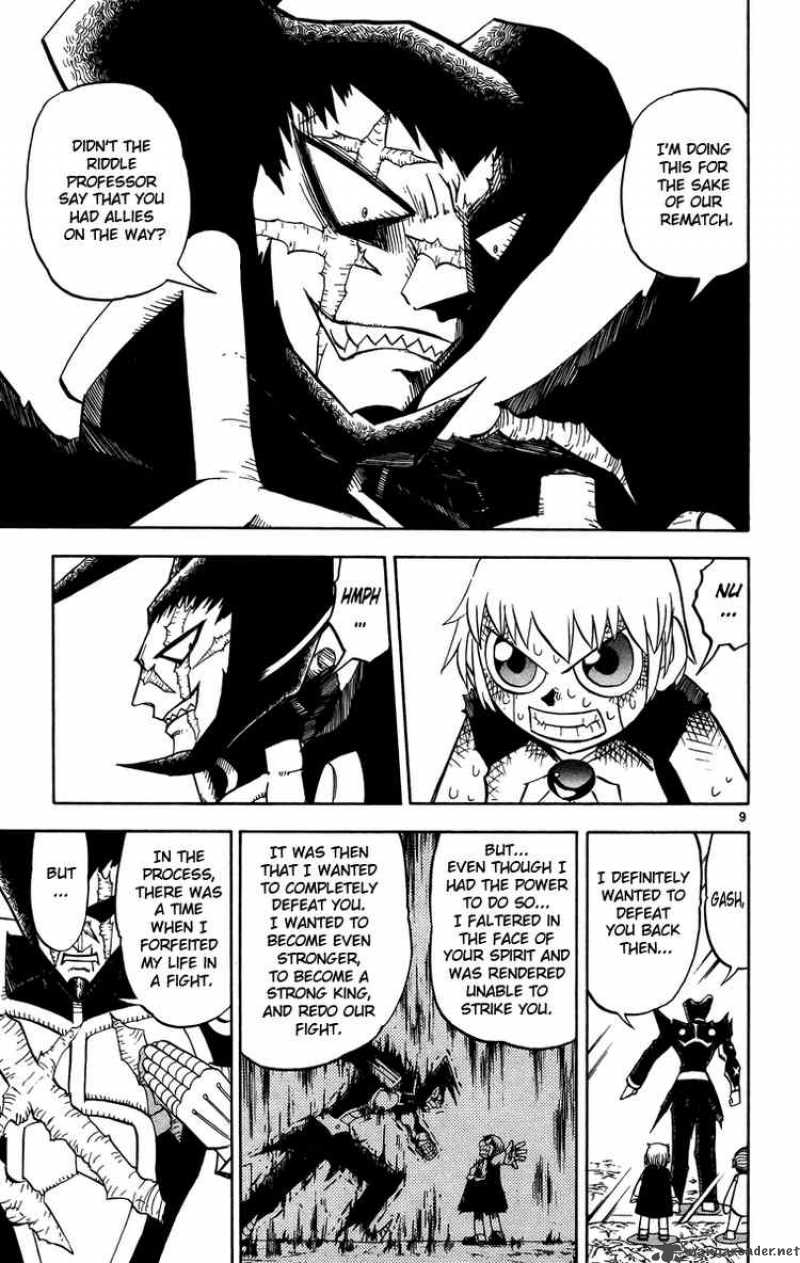 I'M DOING
THIS FOR
THE SAKE
OF OUR
REMATCH.
DIDN'T THE
RIDDLE
PROFESSOR
SAY THAT YOU
HAD ALLIES
ON THE WAY?
NU
...
HMPH
...
9
GASH,
I DEFINITELY
WANTED TO
DEFEAT
YOU BACK
THEN...
BUT...
EVEN THOUGH I
HAD THE POWER
TO DO SO...
I FALTERED IN
THE FACE OF
YOUR SPIRIT AND
WAS RENDERED
UNABLE TO
STRIKE YOU.
IT WAS THEN
THAT I WANTED
TO COMPLETELY
DEFEAT YOU.
I WANTED TO
BECOME EVEN
STRONGER,
TO BECOME A
STRONG KING,
AND REDO OUR
FIGHT.
IN THE
PROCESS,
THERE WAS
A TIME
WHEN I
FORFEITED
MY LIFE IN
A FIGHT.
BUT
...
mangareader.net